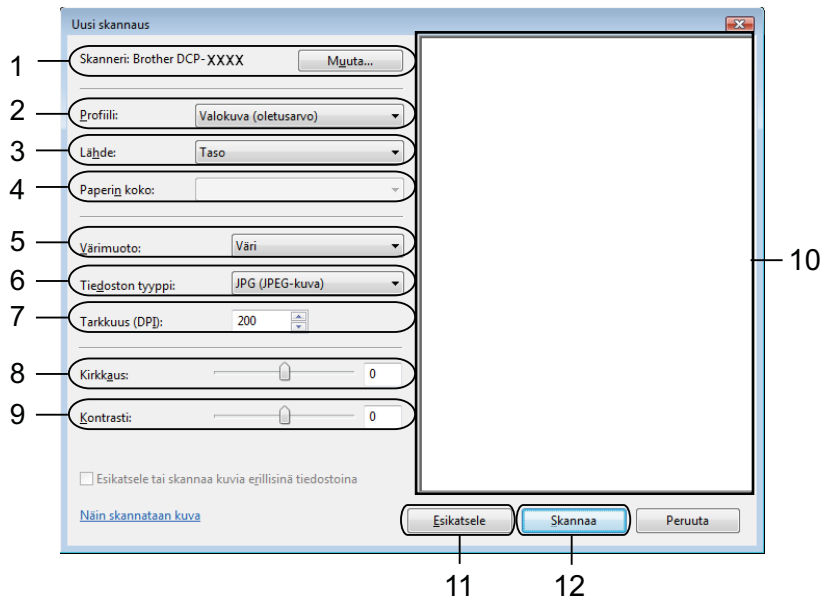 Uusi skannaus
1 Skanneri: Brother DCP-XXXX Muuta...
2 Profiili: Valokuva (oletusarvo)
3 Lähde: Taso
4 Paperin koko:
5 Värimuoto: Väri
6 Tiedoston tyyppi: JPG (JPEG-kuva)
7 Tarkkuus (DPI): 200
8 Kirkkaus: 0
9 Kontrasti: 0
10
Esikatsele tai skannaa kuvia erillisinä tiedostoina
Näin skannataan kuva
Esikatsele Skannaa Peruuta
11 12